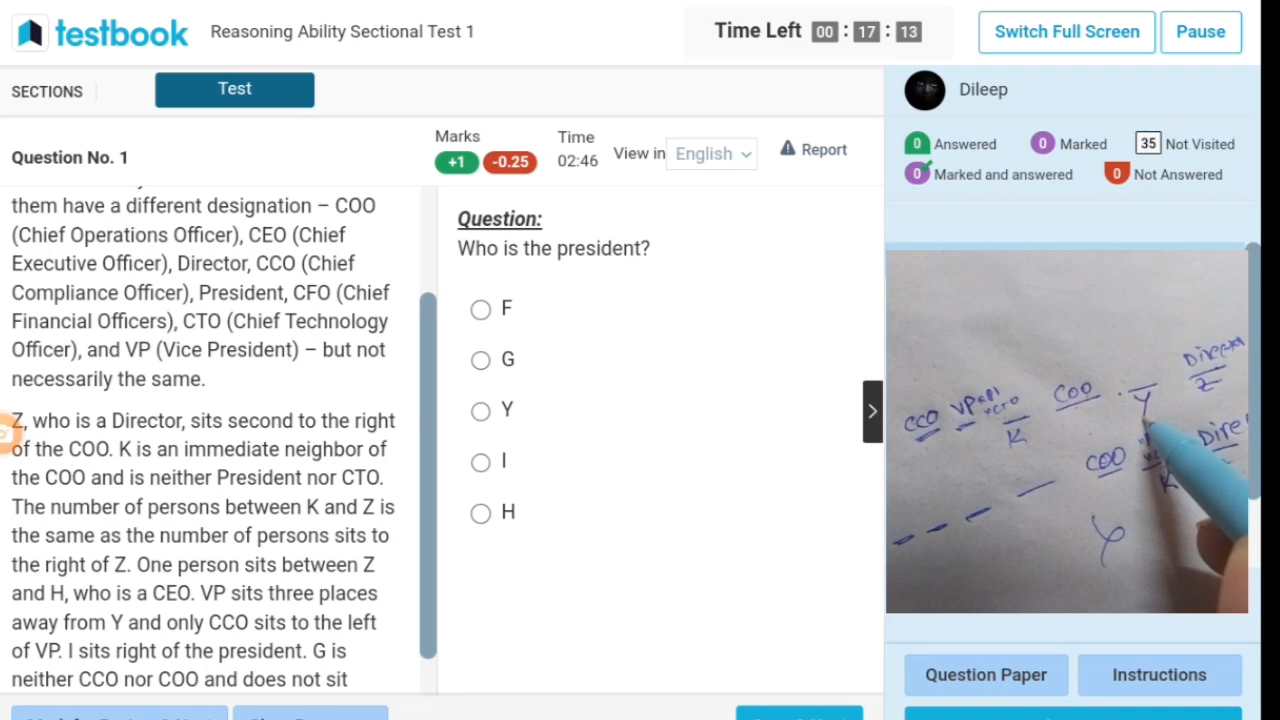 testbook
Reasoning Ability Sectional Test 1
Time Left 00 : 17 : 13
Switch Full Screen
Pause
SECTIONS
Test
Dileep
Question No. 1
Marks
+1 -0.25
Time
02:46
View in English
Report
0 Answered
0 Marked
35 Not Visited
0 Marked and answered
0 Not Answered
them have a different designation – COO
(Chief Operations Officer), CEO (Chief
Executive Officer), Director, CCO (Chief
Compliance Officer), President, CFO (Chief
Financial Officers), CTO (Chief Technology
Officer), and VP (Vice President) – but not
necessarily the same.
Z, who is a Director, sits second to the right
of the COO. K is an immediate neighbor of
the COO and is neither President nor CTO.
The number of persons between K and Z is
the same as the number of persons sits to
the right of Z. One person sits between Z
and H, who is a CEO. VP sits three places
away from Y and only CCO sits to the left
of VP. I sits right of the president. G is
neither CCO nor COO and does not sit
Question:
Who is the president?
F
G
Y
I
H
CCO VP K COO Y Z
COO K
Y
Question Paper
Instructions